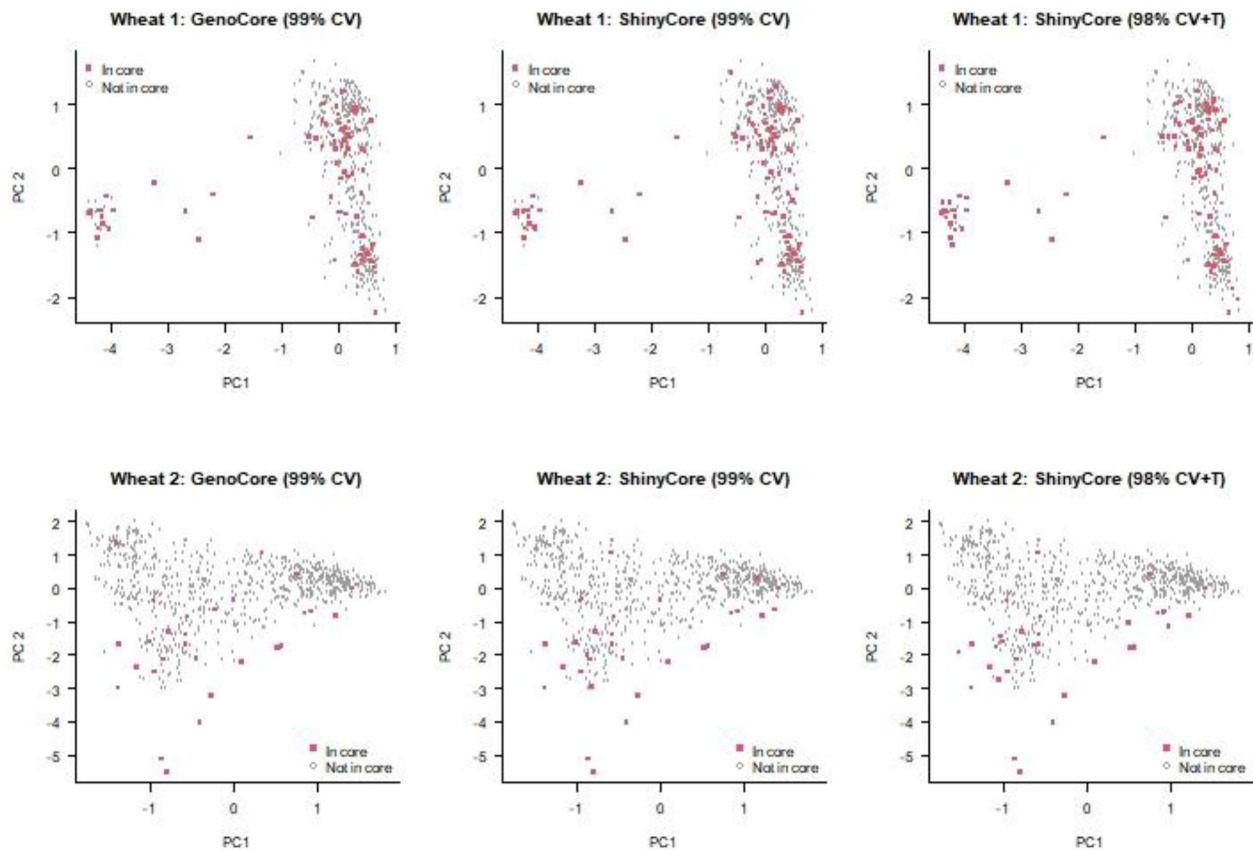 Wheat 1: GenoCore (99% CV)
In core
Not in core
1
0
-1
-2
PC 2
-4 -3 -2 -1 0 1
PC1
Wheat 1: ShinyCore (99% CV)
In core
Not in core
1
0
-1
-2
PC 2
-4 -3 -2 -1 0 1
PC1
Wheat 1: ShinyCore (98% CV+T)
In core
Not in core
1
0
-1
-2
PC 2
-4 -3 -2 -1 0 1
PC1
Wheat 2: GenoCore (99% CV)
2
1
0
-1
-2
-3
-4
-5
PC 2
In core
Not in core
-1 0 1
PC1
Wheat 2: ShinyCore (99% CV)
2
1
0
-1
-2
-3
-4
-5
PC 2
In core
Not in core
-1 0 1
PC1
Wheat 2: ShinyCore (98% CV+T)
2
1
0
-1
-2
-3
-4
-5
PC 2
In core
Not in core
-1 0 1
PC1